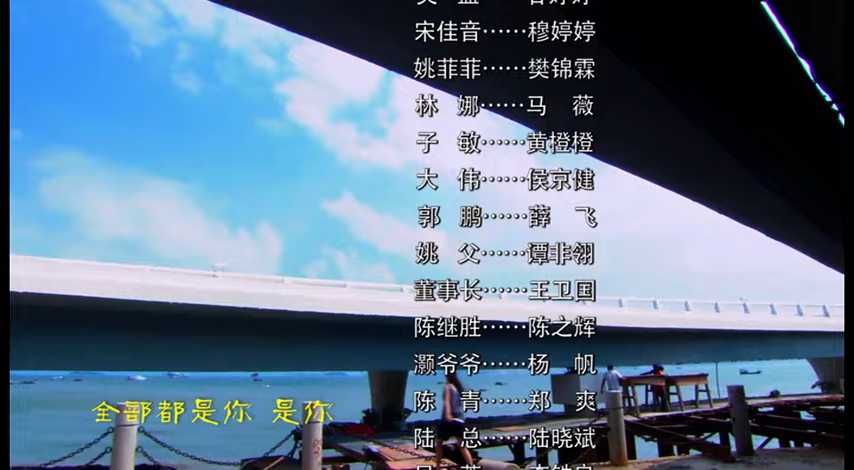 宋佳音……穆婷婷
姚菲菲……樊锦霖
林 娜……马 薇
子 敏……黄橙橙
大 伟……侯京健
郭 鹏……薛 飞
姚 父……谭非翎
董事长……王卫国
陈继胜……陈之辉
灏爷爷……杨 帆
陈 青……郑 爽
全部都是你 是你
陆 总……陆晓斌